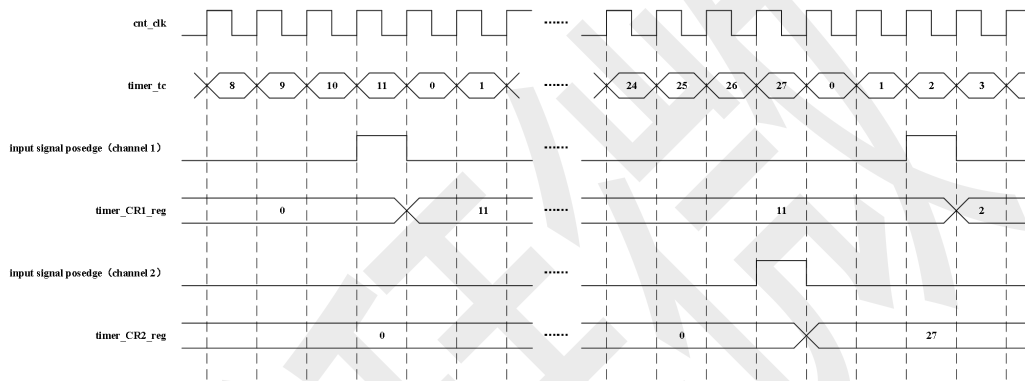 cnt_clk ......
timer_tc 8 9 10 11 0 1 ...... 24 25 26 27 0 1 2 3
input signal posedge（channel 1） ......
timer_CR1_reg 0 11 ...... 11 2
input signal posedge（channel 2） ......
timer_CR2_reg 0 ...... 0 27